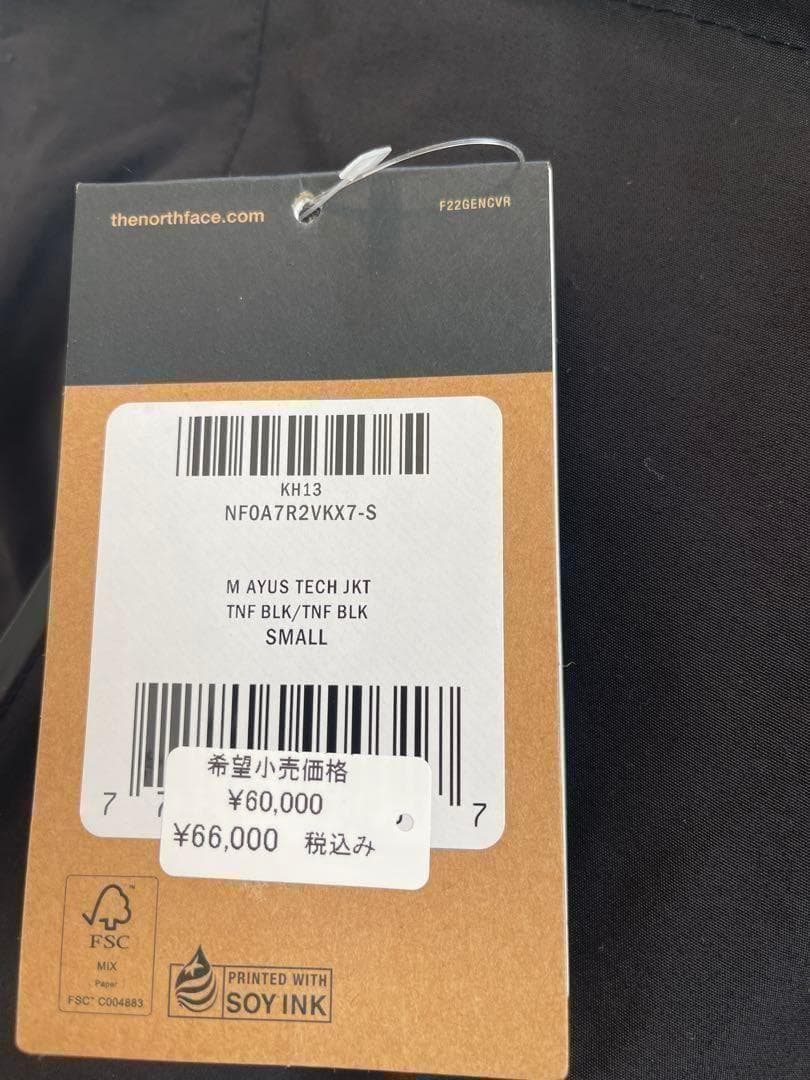 thenorthface.com
F22GENCVR
KH13
NF0A7R2VKX7-S
M AYUS TECH JKT
TNF BLK/TNF BLK
SMALL
希望小売価格
¥60,000
¥66,000 税込み
7 7
FSC
MIX
Paper
FSC™ C004883
PRINTED WITH
SOY INK